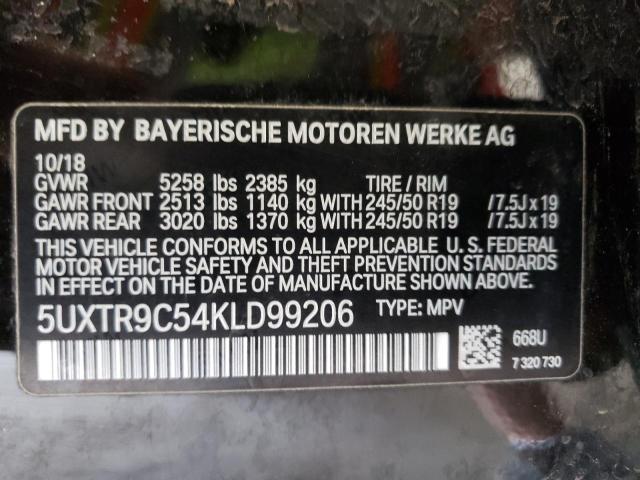 MFD BY BAYERISCHE MOTOREN WERKE AG
10/18
GVWR 5258 lbs 2385 kg TIRE / RIM
GAWR FRONT 2513 lbs 1140 kg WITH 245/50 R19 /7.5J x 19
GAWR REAR 3020 lbs 1370 kg WITH 245/50 R19 /7.5J x 19
THIS VEHICLE CONFORMS TO ALL APPLICABLE U. S. FEDERAL
MOTOR VEHICLE SAFETY AND THEFT PREVENTION STANDARDS
IN EFFECT ON THE DATE OF MANUFACTURE SHOWN ABOVE.
5UXTR9C54KLD99206 TYPE: MPV
668U
7 320 730